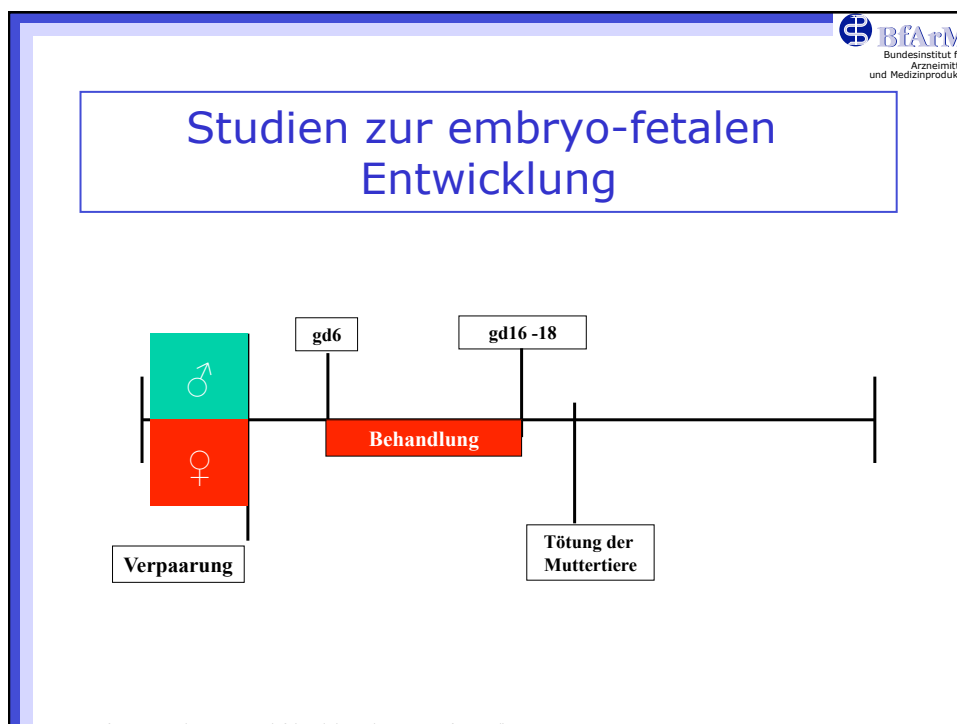 BfArM
Bundesinstitut f
Arzneimitt
und Medizinproduk
Studien zur embryo-fetalen
Entwicklung
gd6
gd16 -18
♂
Behandlung
♀
Verpaarung
Tötung der
Muttertiere